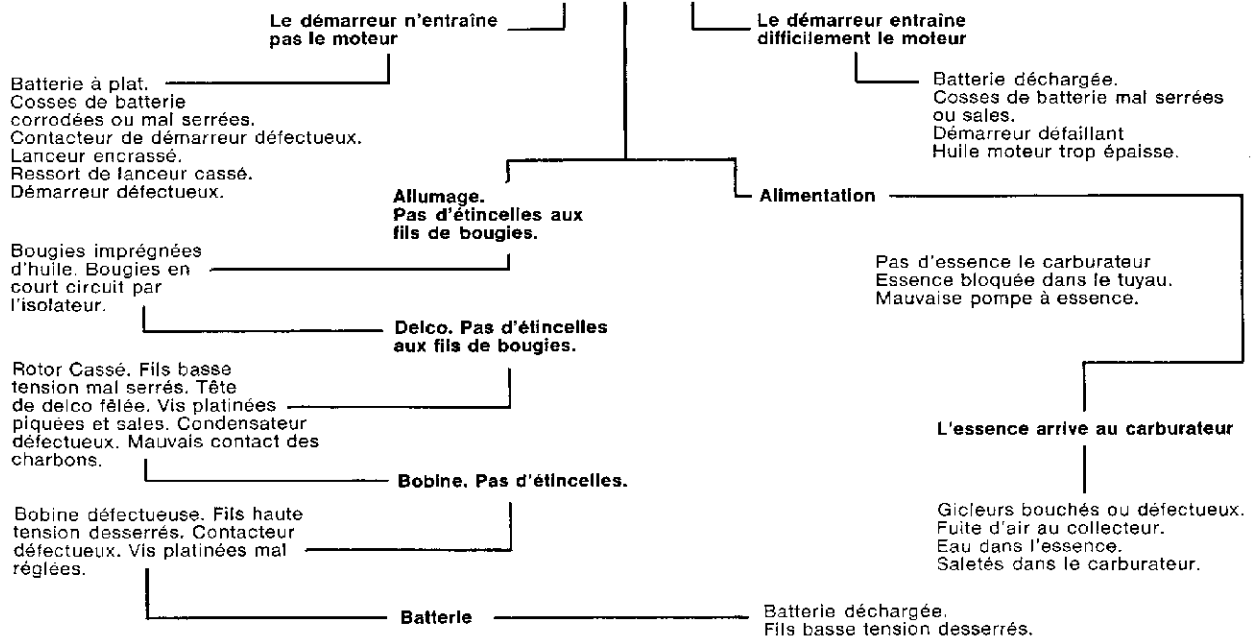 Le démarreur n'entraîne
pas le moteur
Le démarreur entraîne
difficilement le moteur
Batterie à plat.
Cosses de batterie
corrodées ou mal serrées.
Contacteur de démarreur défectueux.
Lanceur encrassé.
Ressort de lanceur cassé.
Démarreur défectueux.
Batterie déchargée.
Cosses de batterie mal serrées
ou sales.
Démarreur défaillant
Huile moteur trop épaisse.
Allumage.
Pas d'étincelles aux
fils de bougies.
Alimentation
Bougies imprégnées
d'huile. Bougies en
court circuit par
l'isolateur.
Pas d'essence le carburateur
Essence bloquée dans le tuyau.
Mauvaise pompe à essence.
Delco. Pas d'étincelles
aux fils de bougies.
Rotor Cassé. Fils basse
tension mal serrés. Tête
de delco fêlée. Vis platinées
piquées et sales. Condensateur
défectueux. Mauvais contact des
charbons.
L'essence arrive au carburateur
Bobine. Pas d'étincelles.
Bobine défectueuse. Fils haute
tension desserrés. Contacteur
défectueux. Vis platinées mal
réglées.
Gicleurs bouchés ou défectueux.
Fuite d'air au collecteur.
Eau dans l'essence.
Saletés dans le carburateur.
Batterie
Batterie déchargée.
Fils basse tension desserrés.